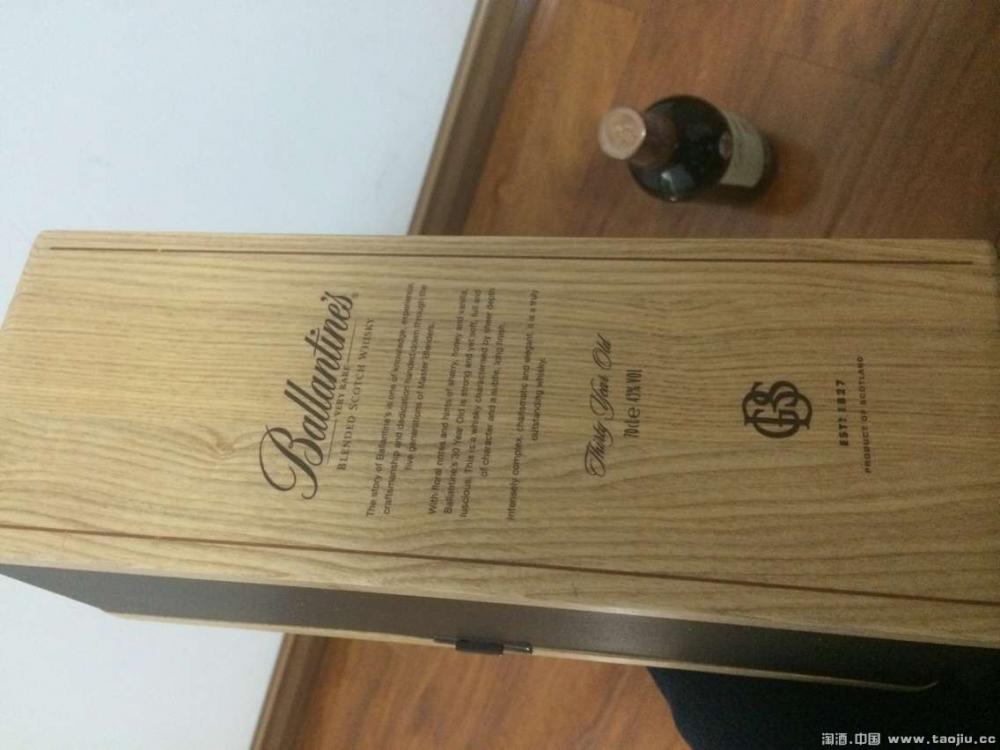 Ballantine's®
VERY RARE
BLENDED SCOTCH WHISKY
The story of Ballantine's is one of knowledge, experience,
craftsmanship and dedication handed down through the
five generations of Master Blenders.
With floral notes and hints of sherry, honey and vanilla,
Ballantine's 30 Year Old is strong and yet soft, full and
luscious. This is a whisky characterised by sheer depth
of character and a subtle, long finish.
Intensely complex, charismatic and elegant, it is a truly
outstanding whisky.
Thirty Year Old
70cl e 43%Vol
GBS
ESTD 1827
PRODUCT OF SCOTLAND
淘酒.中国 www.taojiu.cc